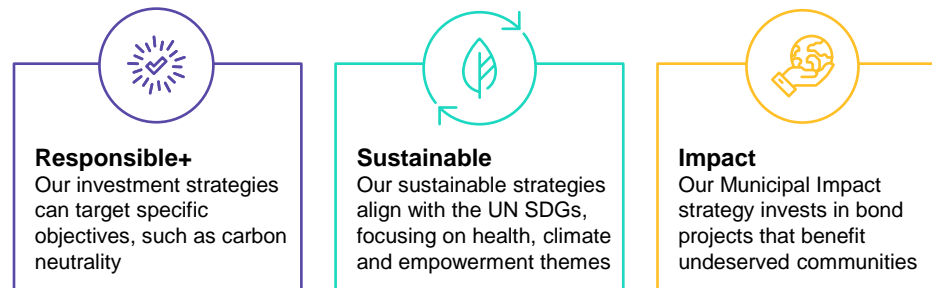 Responsible+
Our investment strategies
can target specific
objectives, such as carbon
neutrality
Sustainable
Our sustainable strategies
align with the UN SDGs,
focusing on health, climate
and empowerment themes
Impact
Our Municipal Impact
strategy invests in bond
projects that benefit
undeserved communities